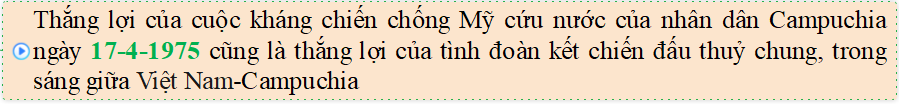 Thắng lợi của cuộc kháng chiến chống Mỹ cứu nước của nhân dân Campuchia
ngày 17-4-1975 cũng là thắng lợi của tình đoàn kết chiến đấu thuỷ chung, trong
sáng giữa Việt Nam-Campuchia